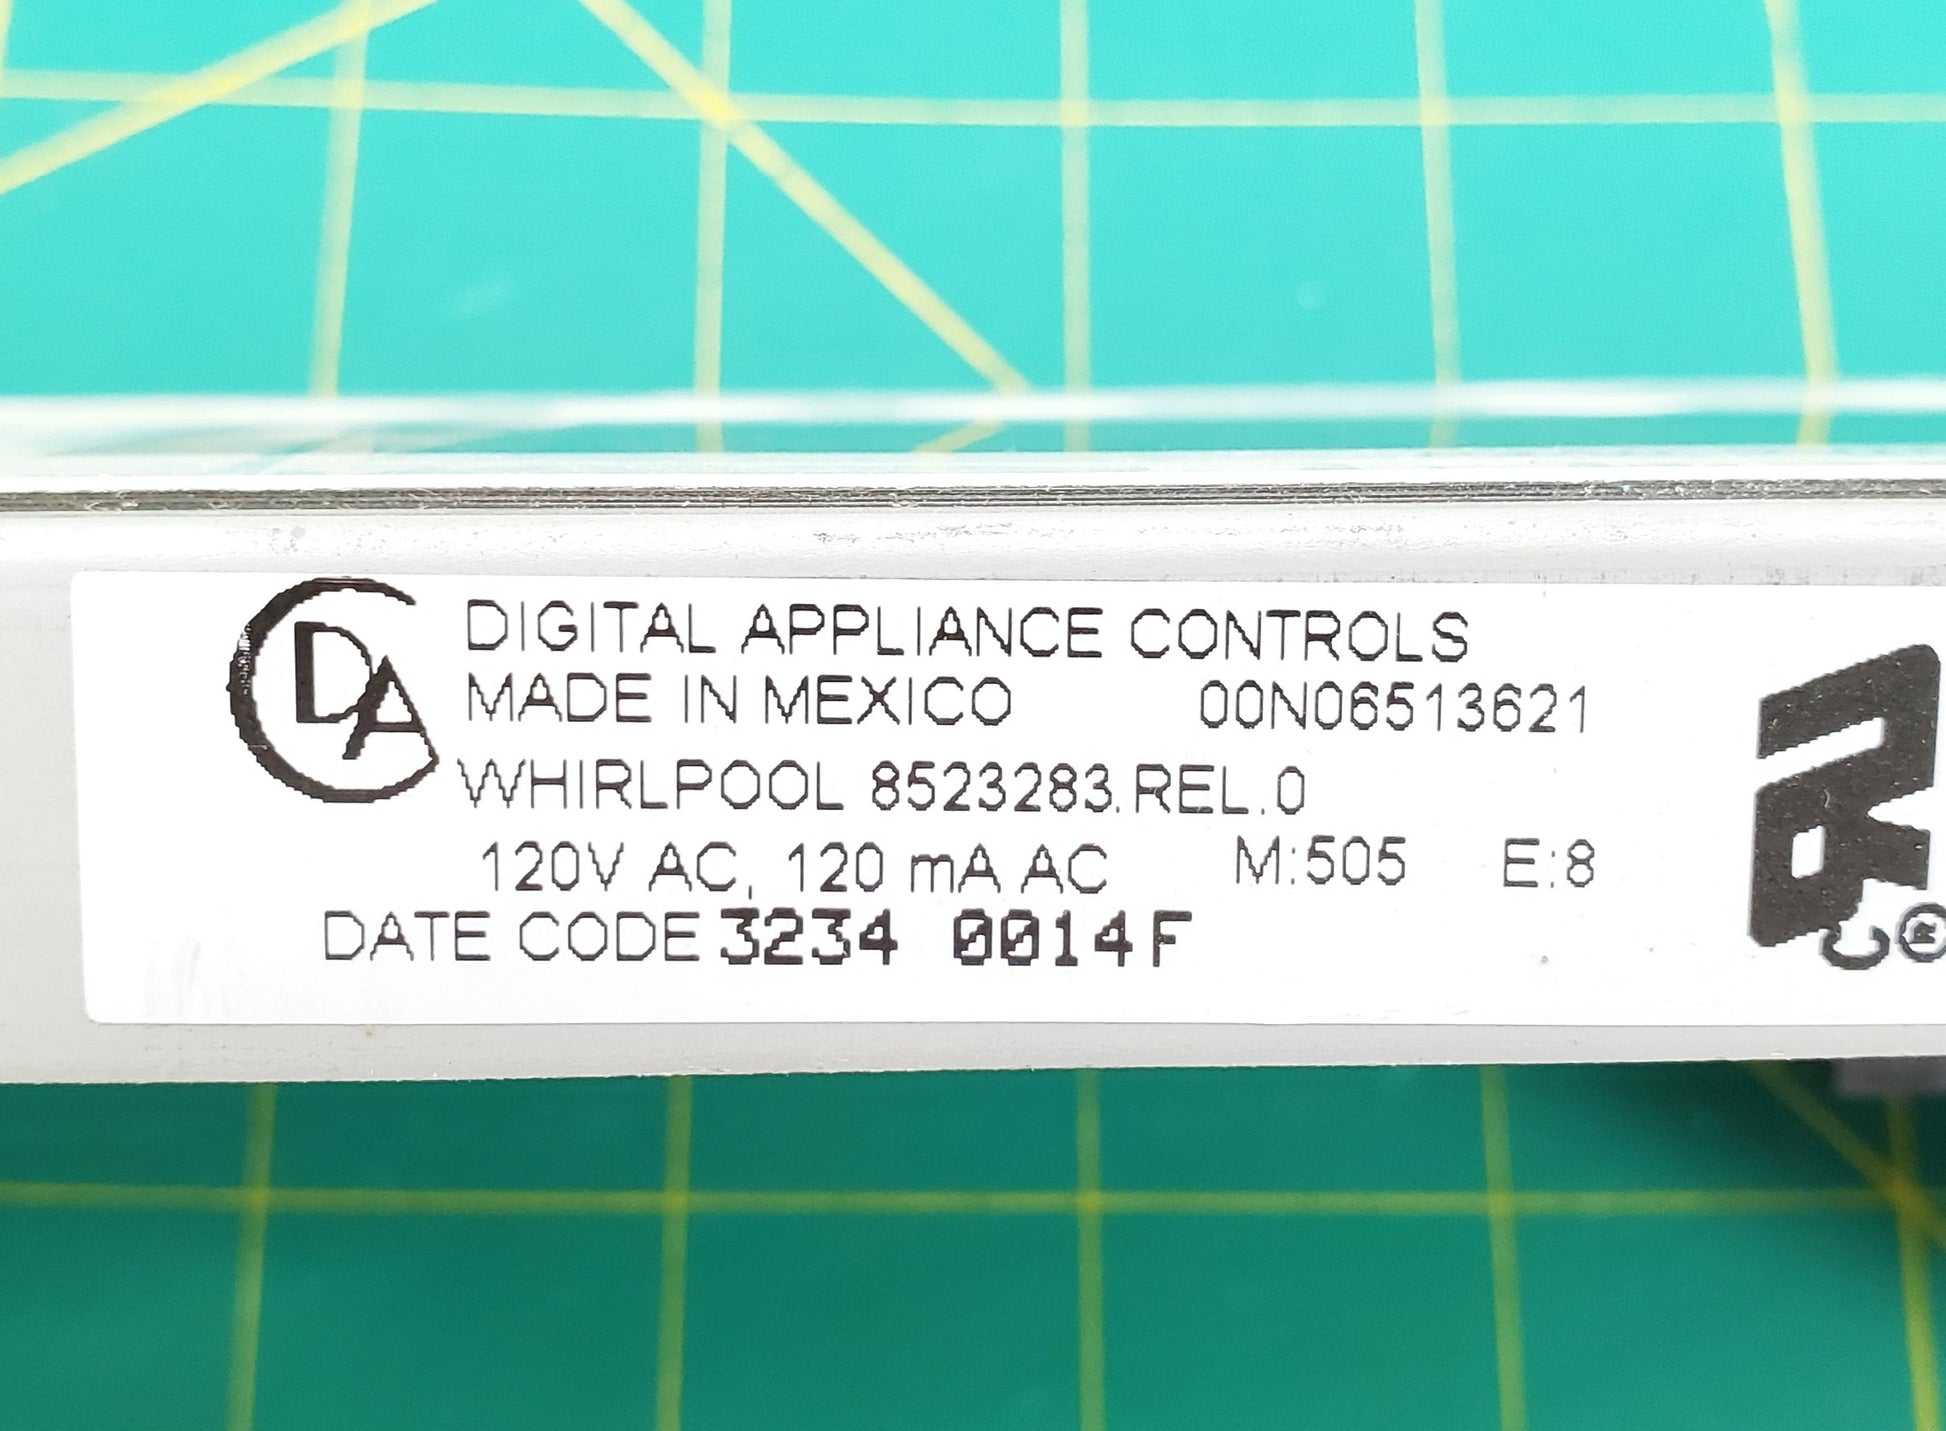 CDA
DIGITAL APPLIANCE CONTROLS
MADE IN MEXICO 00N06513621
WHIRLPOOL 8523283.REL.0
120V AC, 120 mA AC M:505 E:8
DATE CODE 3234 0014F
C ®